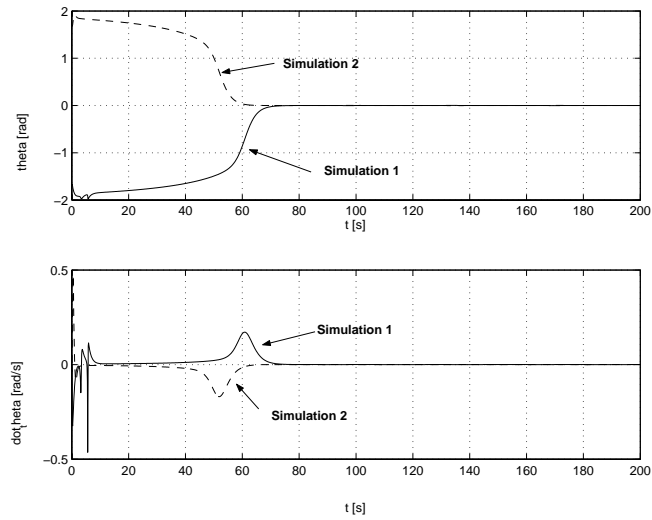 2
1
0
−1
−2
theta [rad]
Simulation 2
Simulation 1
0 20 40 60 80 100 120 140 160 180 200
t [s]
0.5
0
−0.5
dot_theta [rad/s]
Simulation 1
Simulation 2
0 20 40 60 80 100 120 140 160 180 200
t [s]